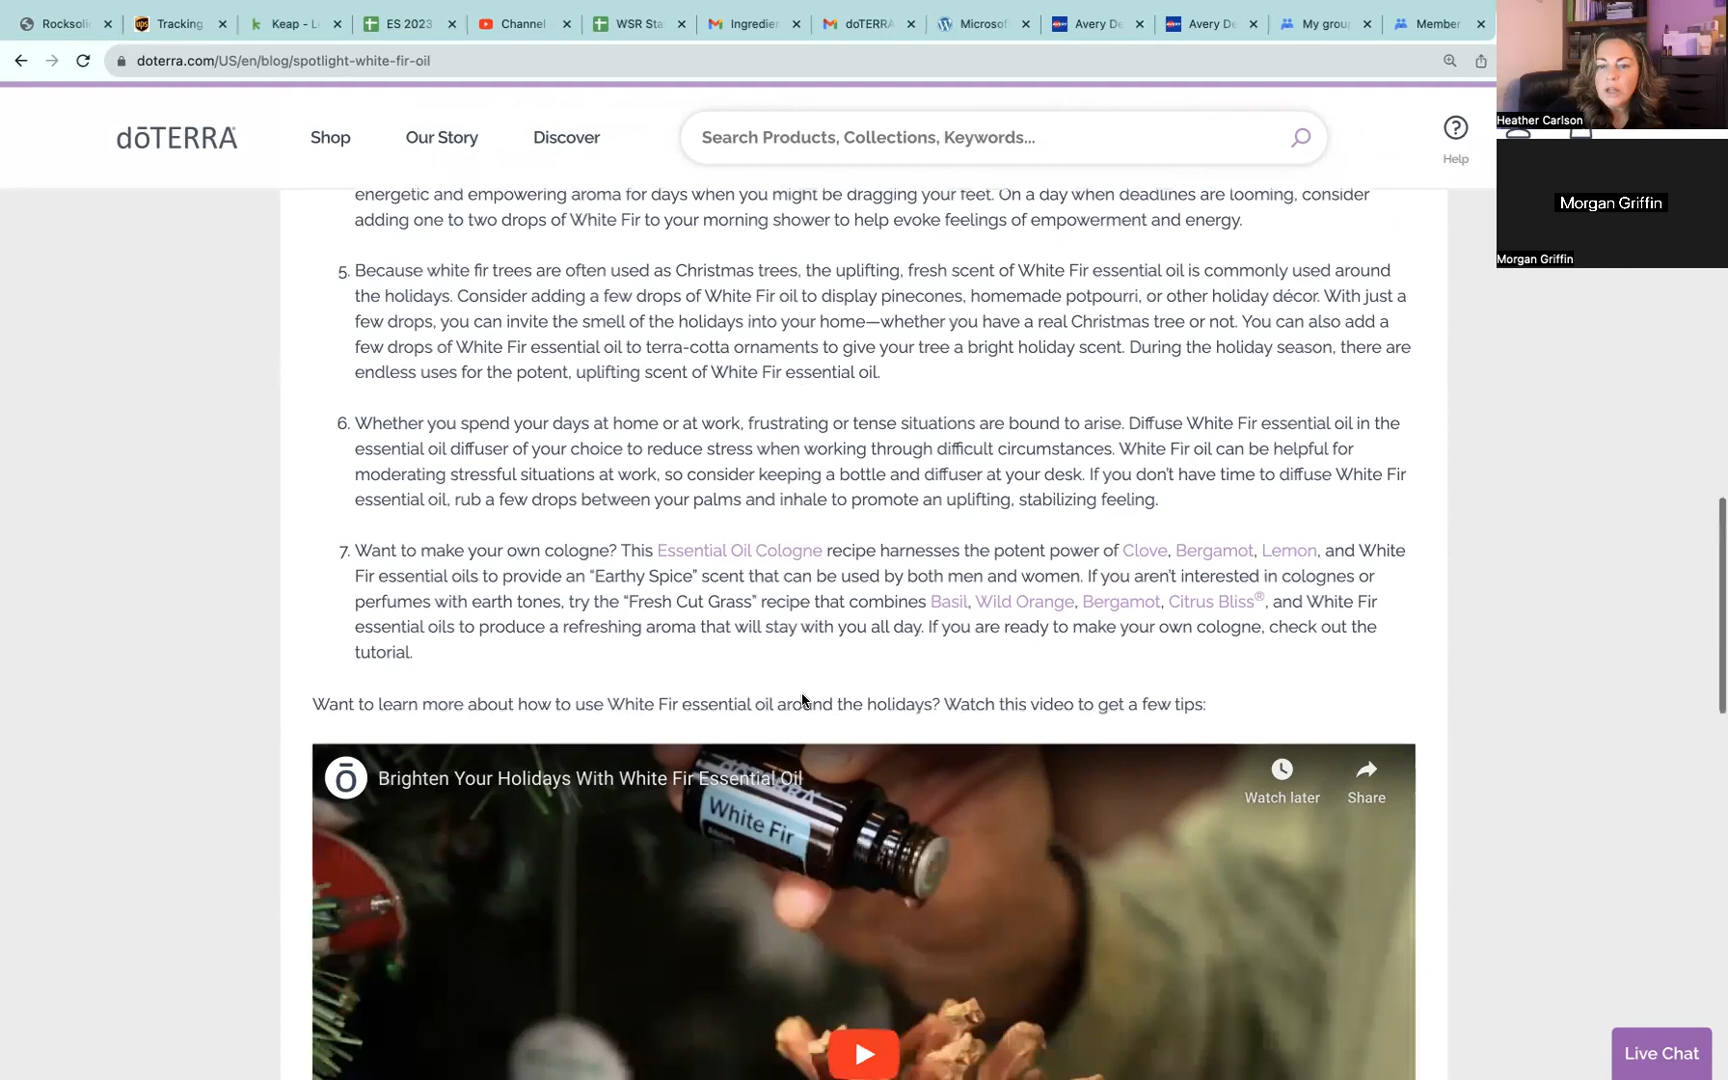 Rocksoli
Tracking
Keap - L
ES 2023
Channel
WSR Sta
Ingredien
doTERRA
Microsof
Avery De
Avery De
My grou
Member
doterra.com/US/en/blog/spotlight-white-fir-oil
dōTERRA
Shop
Our Story
Discover
Search Products, Collections, Keywords...
Help
Heather Carlson
Morgan Griffin
Morgan Griffin
energetic and empowering aroma for days when you might be dragging your feet. On a day when deadlines are looming, consider
adding one to two drops of White Fir to your morning shower to help evoke feelings of empowerment and energy.
5. Because white fir trees are often used as Christmas trees, the uplifting, fresh scent of White Fir essential oil is commonly used around
the holidays. Consider adding a few drops of White Fir oil to display pinecones, homemade potpourri, or other holiday décor. With just a
few drops, you can invite the smell of the holidays into your home—whether you have a real Christmas tree or not. You can also add a
few drops of White Fir essential oil to terra-cotta ornaments to give your tree a bright holiday scent. During the holiday season, there are
endless uses for the potent, uplifting scent of White Fir essential oil.
6. Whether you spend your days at home or at work, frustrating or tense situations are bound to arise. Diffuse White Fir essential oil in the
essential oil diffuser of your choice to reduce stress when working through difficult circumstances. White Fir oil can be helpful for
moderating stressful situations at work, so consider keeping a bottle and diffuser at your desk. If you don't have time to diffuse White Fir
essential oil, rub a few drops between your palms and inhale to promote an uplifting, stabilizing feeling.
7. Want to make your own cologne? This Essential Oil Cologne recipe harnesses the potent power of Clove, Bergamot, Lemon, and White
Fir essential oils to provide an “Earthy Spice” scent that can be used by both men and women. If you aren't interested in colognes or
perfumes with earth tones, try the “Fresh Cut Grass” recipe that combines Basil, Wild Orange, Bergamot, Citrus Bliss®, and White Fir
essential oils to produce a refreshing aroma that will stay with you all day. If you are ready to make your own cologne, check out the
tutorial.
Want to learn more about how to use White Fir essential oil around the holidays? Watch this video to get a few tips:
Brighten Your Holidays With White Fir Essential Oil
Watch later
Share
White Fir
Live Chat